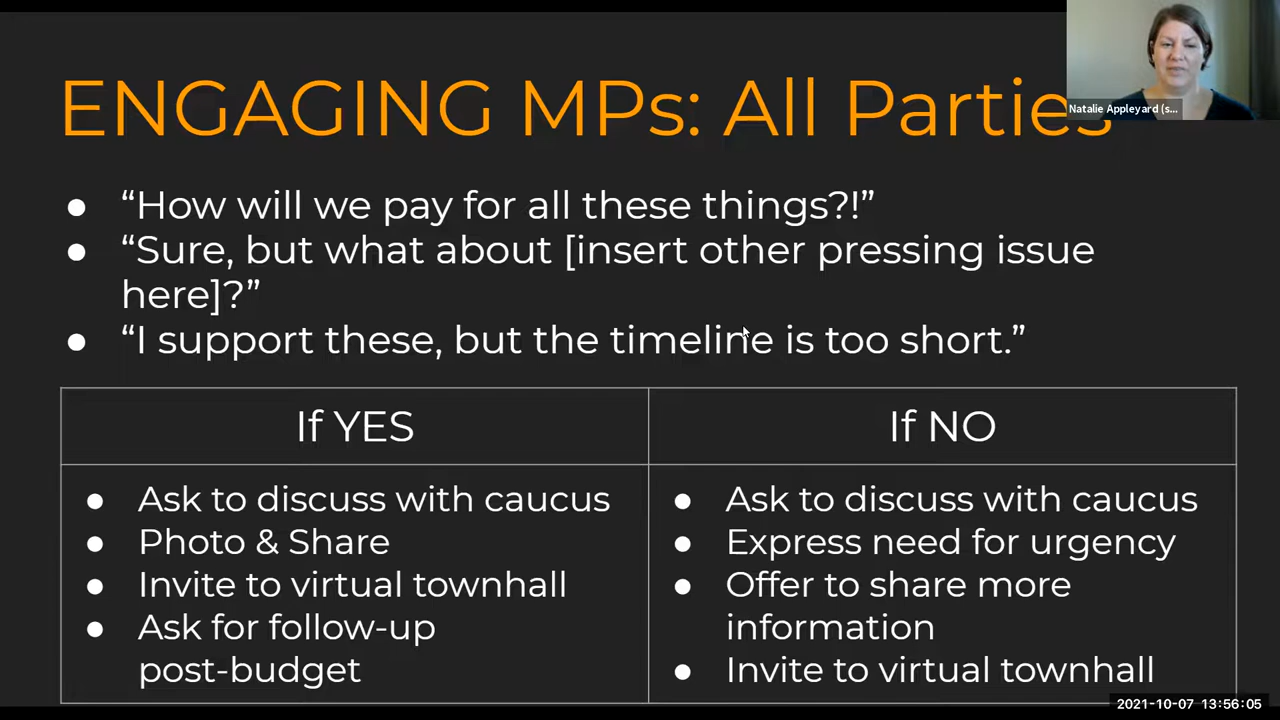 ENGAGING MPs: All Parties
Natalie Appleyard (s...
● “How will we pay for all these things?!”
● “Sure, but what about [insert other pressing issue
here]?”
● “I support these, but the timeline is too short.”
If YES
If NO
● Ask to discuss with caucus
● Photo & Share
● Invite to virtual townhall
● Ask for follow-up
post-budget
● Ask to discuss with caucus
● Express need for urgency
● Offer to share more
information
● Invite to virtual townhall
2021-10-07 13:56:05